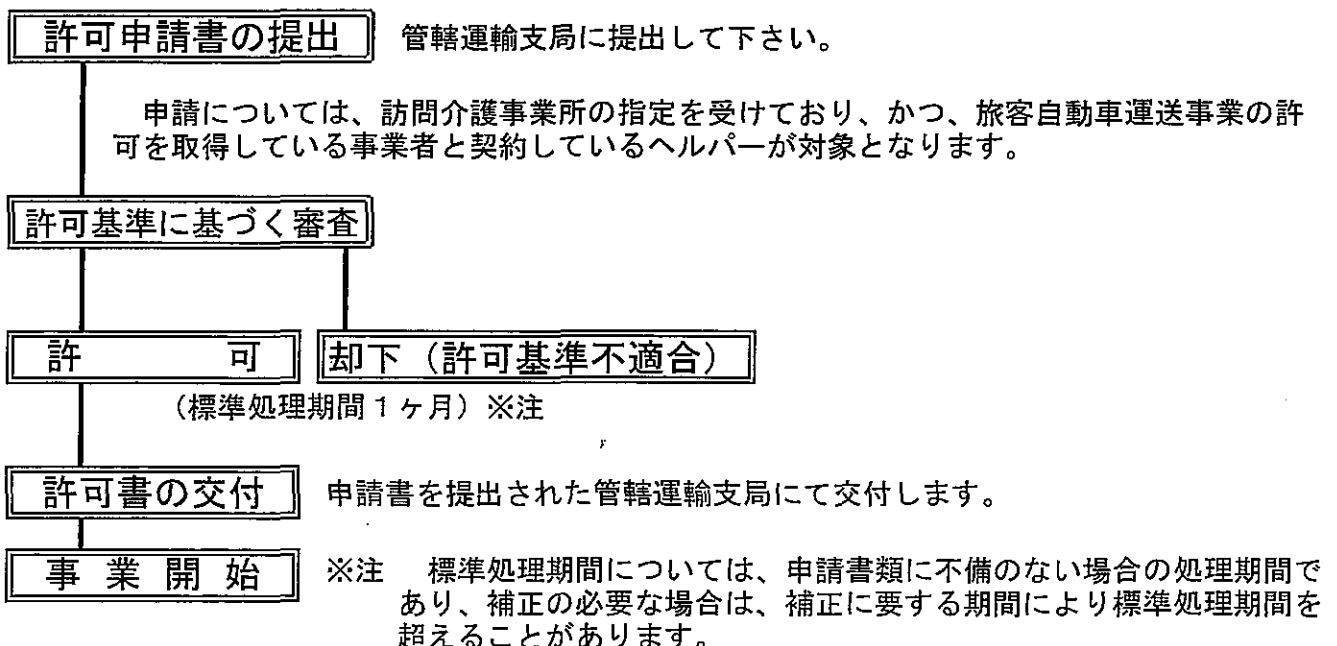 許可申請書の提出 管轄運輸支局に提出して下さい。
申請については、訪問介護事業所の指定を受けており、かつ、旅客自動車運送事業の許
可を取得している事業者と契約しているヘルパーが対象となります。
許可基準に基づく審査
許 可 却下(許可基準不適合)
(標準処理期間1ヶ月)※注
許可書の交付 申請書を提出された管轄運輸支局にて交付します。
事業開始 ※注 標準処理期間については、申請書類に不備のない場合の処理期間で
あり、補正の必要な場合は、補正に要する期間により標準処理期間を
超えることがあります。